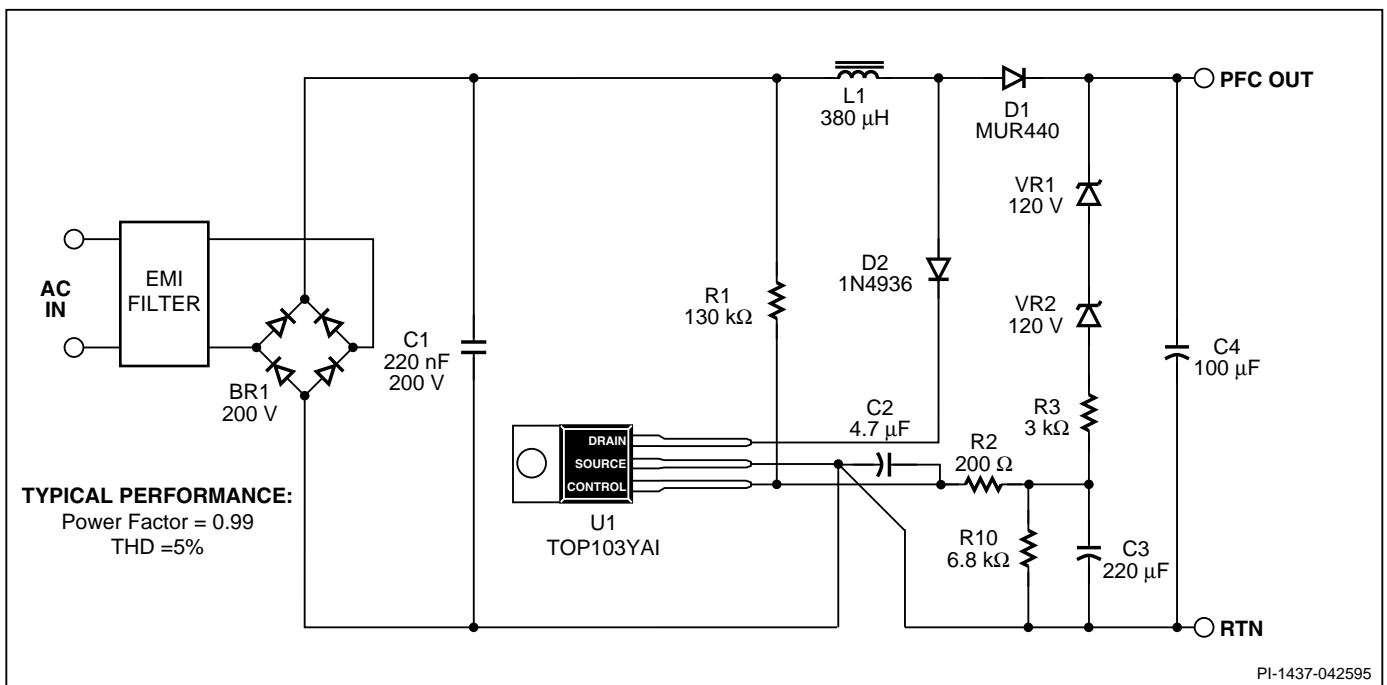 PFC OUT
L1
380 µH
D1
MUR440
VR1
120 V
AC
IN
EMI
FILTER
D2
1N4936
R1
130 kΩ
VR2
120 V
C1
220 nF
200 V
C4
100 µF
BR1
200 V
C2
4.7 µF
R3
3 kΩ
DRAIN
SOURCE
CONTROL
R2
200 Ω
TYPICAL PERFORMANCE:
Power Factor = 0.99
THD =5%
U1
TOP103YAI
R10
6.8 kΩ
C3
220 µF
RTN
PI-1437-042595